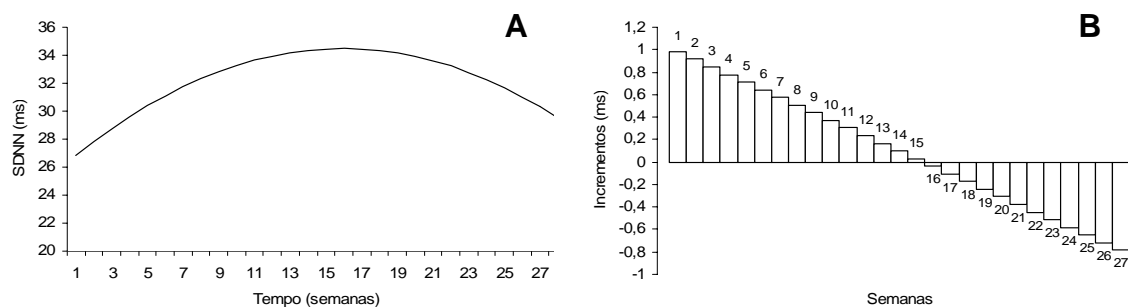 A
SDNN (ms)
36
34
32
30
28
26
24
22
20
1 3 5 7 9 11 13 15 17 19 21 23 25 27
Tempo (semanas)
B
Incrementos (ms)
1,2
1
0,8
0,6
0,4
0,2
0
-0,2
-0,4
-0,6
-0,8
-1
1 2 3 4 5 6 7 8 9 10 11 12 13 14 15 16 17 18 19 20 21 22 23 24 25 26 27
Semanas